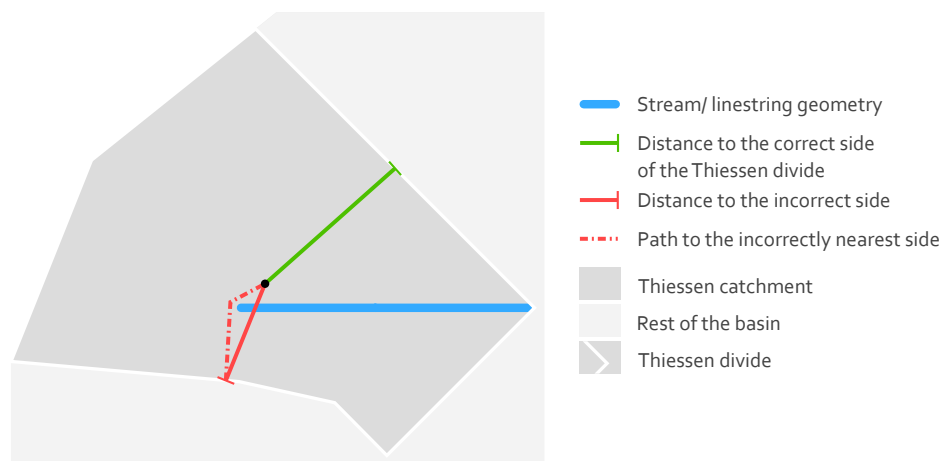 Stream/ linestring geometry
Distance to the correct side
of the Thiessen divide
Distance to the incorrect side
Path to the incorrectly nearest side
Thiessen catchment
Rest of the basin
Thiessen divide